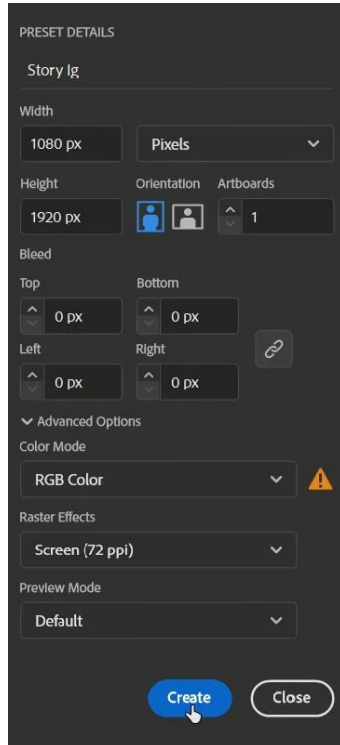 PRESET DETAILS
Story Ig
Width
1080 px Pixels
Height Orientation Artboards
1920 px 1
Bleed
Top Bottom
0 px 0 px
Left Right
0 px 0 px
Advanced Options
Color Mode
RGB Color
Raster Effects
Screen (72 ppi)
Preview Mode
Default
Create Close